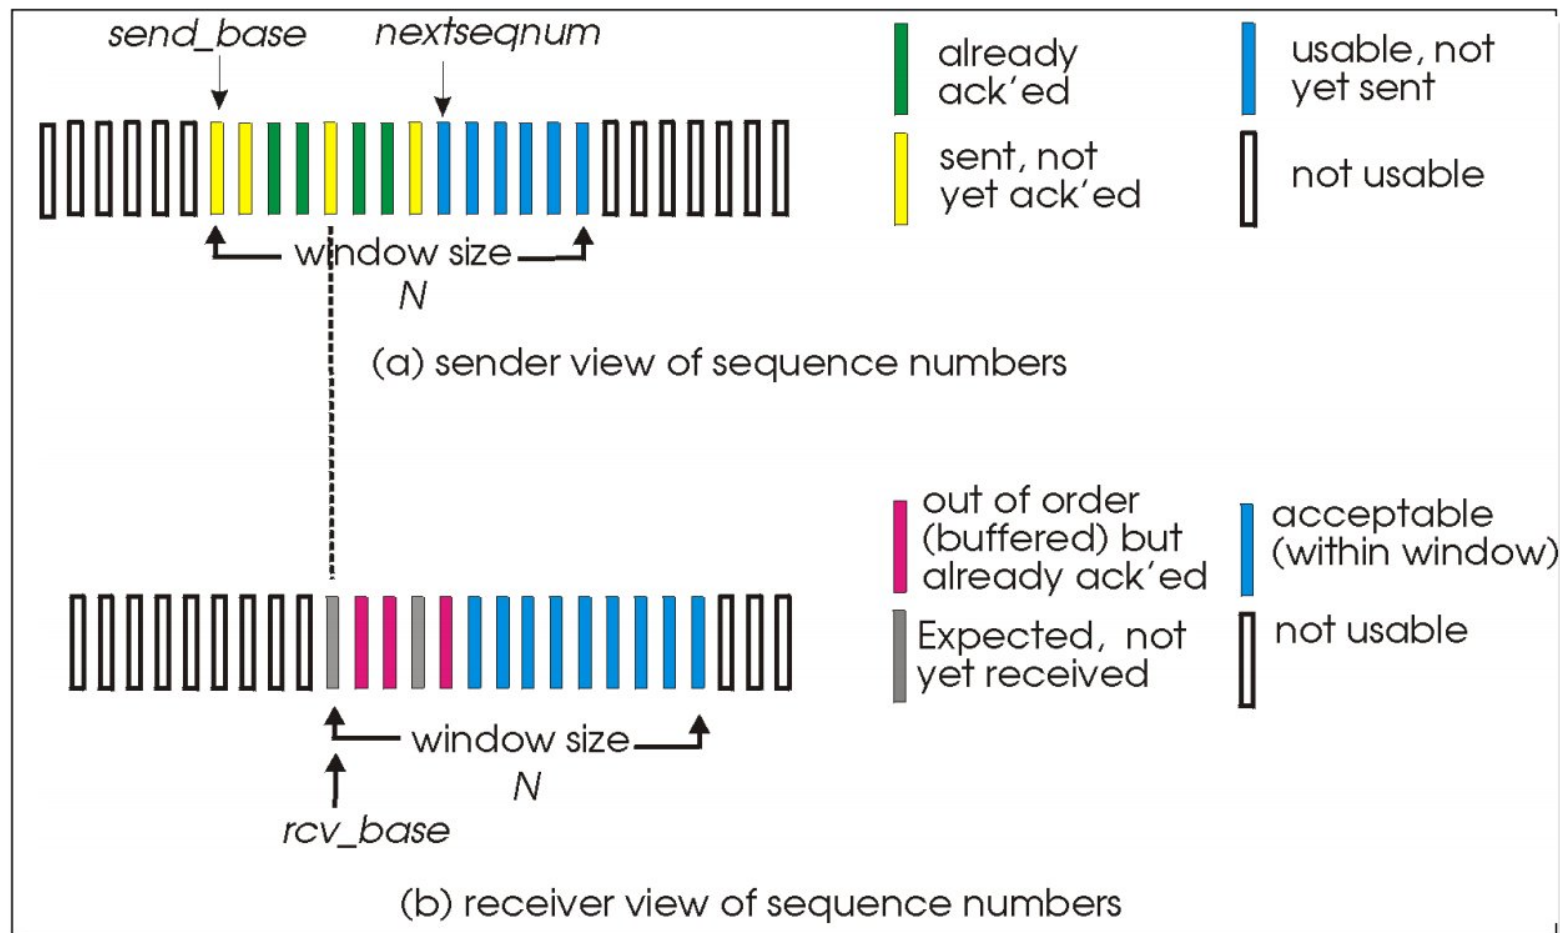 send_base
nextseqnum
already
ack'ed
usable, not
yet sent
sent, not
yet ack'ed
not usable
window size
N
(a) sender view of sequence numbers
out of order
(buffered) but
already ack'ed
acceptable
(within window)
Expected, not
yet received
not usable
window size
N
rcv_base
(b) receiver view of sequence numbers